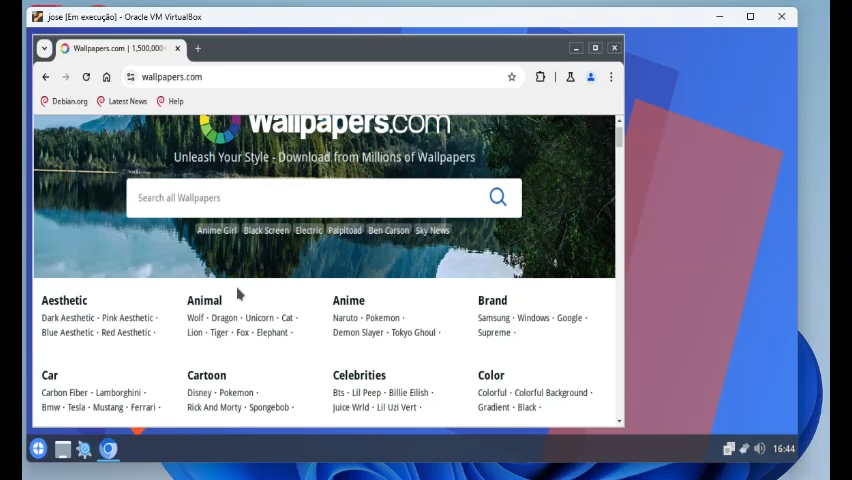 jose [Em execução] - Oracle VM VirtualBox
Wallpapers.com | 1,500,000+
wallpapers.com
Debian.org Latest News Help
Wallpapers.com
Unleash Your Style - Download from Millions of Wallpapers
Search all Wallpapers
Anime Girl Black Screen Electric Palpitoad Ben Carson Sky News
Aesthetic Animal Anime Brand
Dark Aesthetic · Pink Aesthetic · Wolf · Dragon · Unicorn · Cat · Naruto · Pokemon · Samsung · Windows · Google ·
Blue Aesthetic · Red Aesthetic · Lion · Tiger · Fox · Elephant · Demon Slayer · Tokyo Ghoul · Supreme ·
Car Cartoon Celebrities Color
Carbon Fiber · Lamborghini · Disney · Pokemon · Bts · Lil Peep · Billie Eilish · Colorful · Colorful Background ·
Bmw · Tesla · Mustang · Ferrari · Rick And Morty · Spongebob · Juice Wrld · Lil Uzi Vert · Gradient · Black ·
16:44